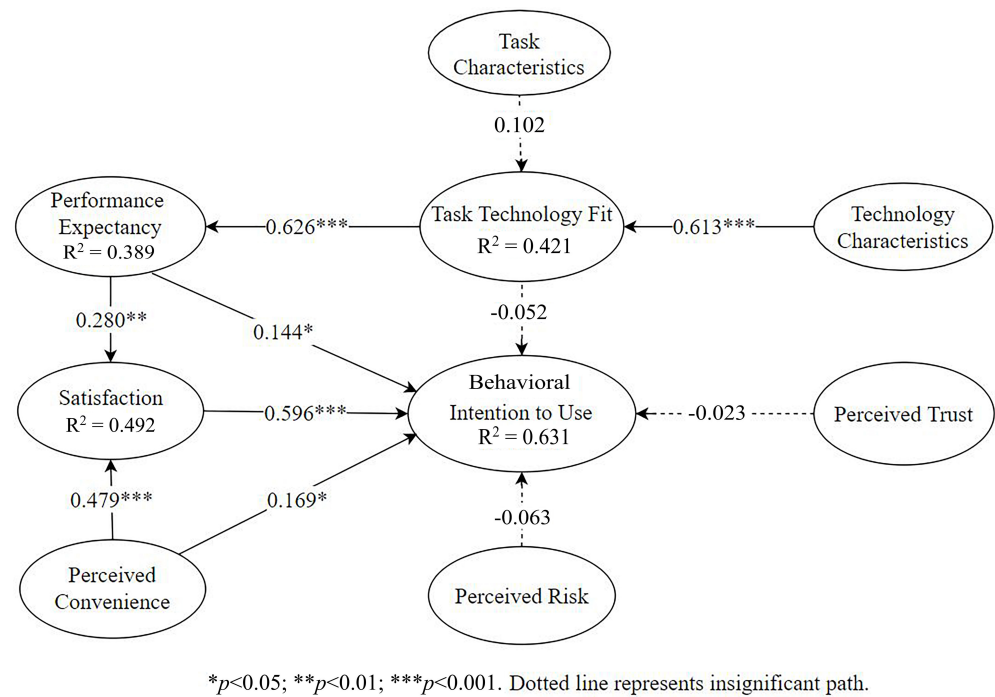 Task
Characteristics
0.102
Performance
Expectancy
R² = 0.389
0.626***
Task Technology Fit
R² = 0.421
0.613***
Technology
Characteristics
0.280**
0.144*
-0.052
Satisfaction
R² = 0.492
0.596***
Behavioral
Intention to Use
R² = 0.631
-0.023
Perceived Trust
0.479***
0.169*
-0.063
Perceived
Convenience
Perceived Risk
*p<0.05; **p<0.01; ***p<0.001. Dotted line represents insignificant path.